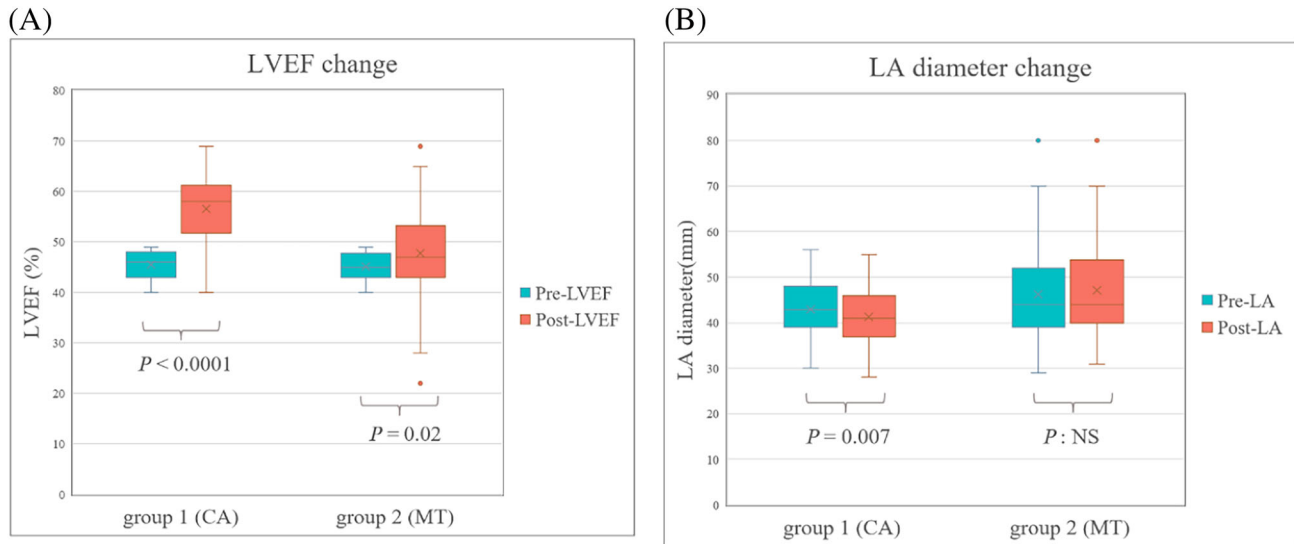 (A)
LVEF change
LVEF (%)
80
70
60
50
40
30
20
10
0
P < 0.0001
P = 0.02
group 1 (CA)
group 2 (MT)
Pre-LVEF
Post-LVEF
(B)
LA diameter change
LA diameter(mm)
90
80
70
60
50
40
30
20
10
0
P = 0.007
P : NS
group 1 (CA)
group 2 (MT)
Pre-LA
Post-LA